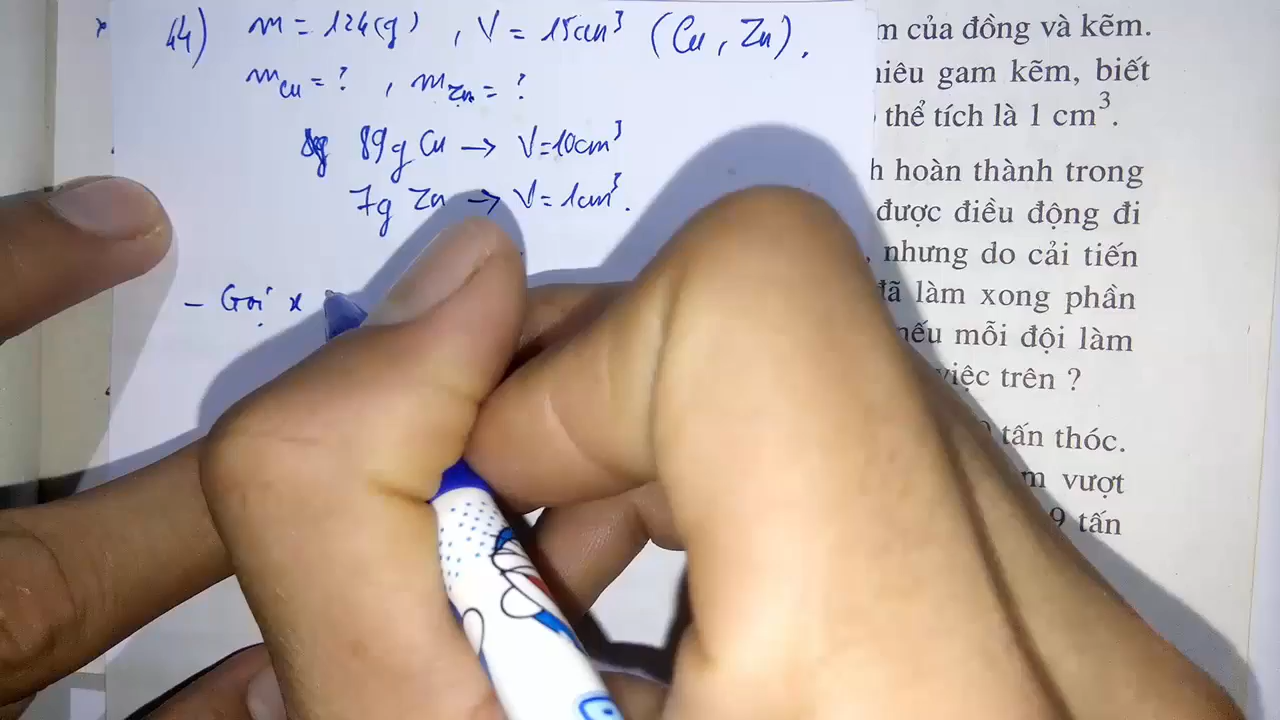 44) m = 124(g) , V = 15cm³ (Cu, Zn).
m_Cu = ? , m_Zn = ?
89g Cu → V=10cm³
7g Zn → V = 1cm³.
- Gọi x
m của đồng và kẽm.
niêu gam kẽm, biết
thể tích là 1 cm³.
h hoàn thành trong
được điều động đi
, nhưng do cải tiến
đã làm xong phần
nếu mỗi đội làm
việc trên ?
0 tấn thóc.
m vượt
9 tấn